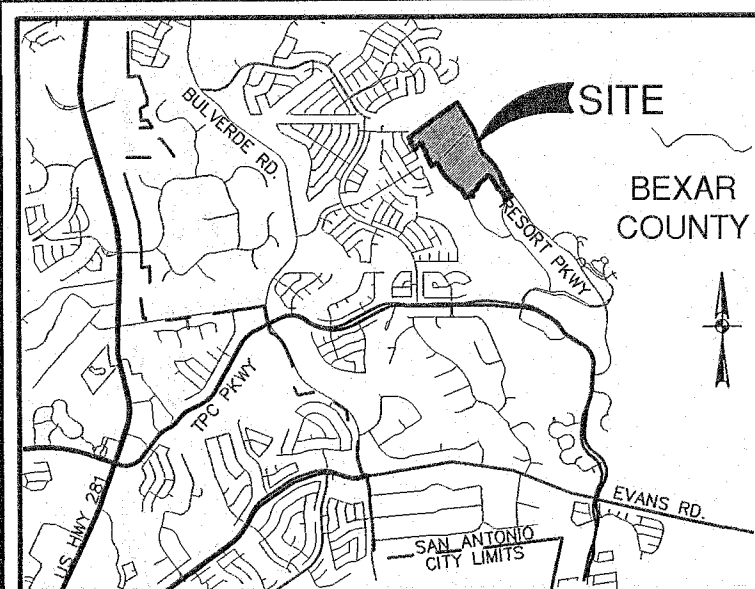 BULVERDE RD.
SITE
BEXAR
COUNTY
RESORT PKWY
TPC PKWY
US HWY 281
EVANS RD.
SAN ANTONIO
CITY LIMITS